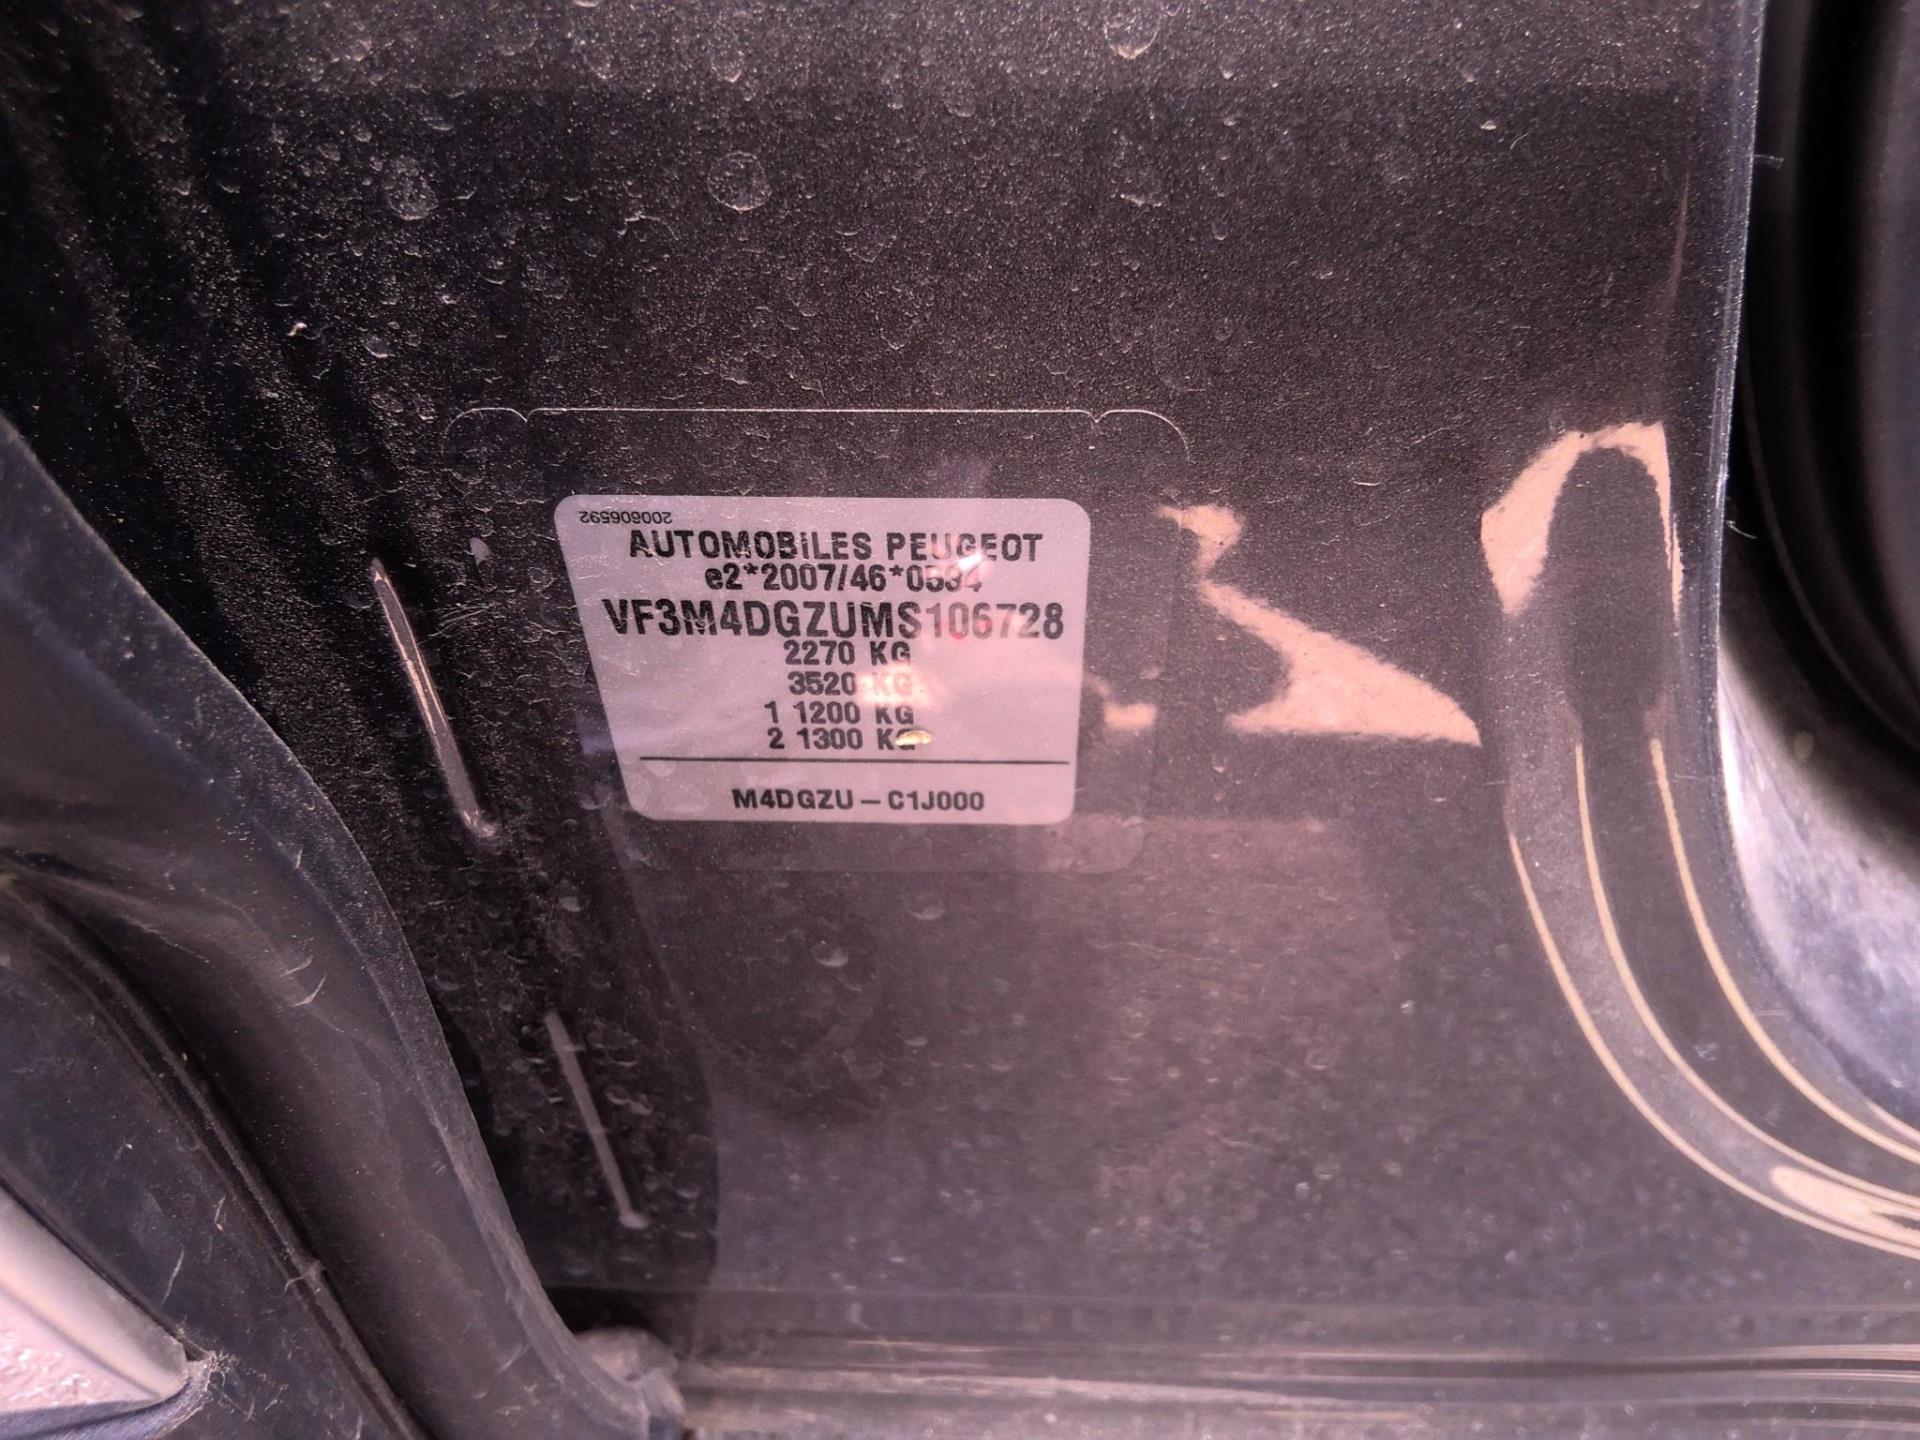 200606592
AUTOMOBILES PEUGEOT
e2*2007/46*0534
VF3M4DGZUMS106728
2270 KG
3520 KG
1 1200 KG
2 1300 KG
M4DGZU – C1J000